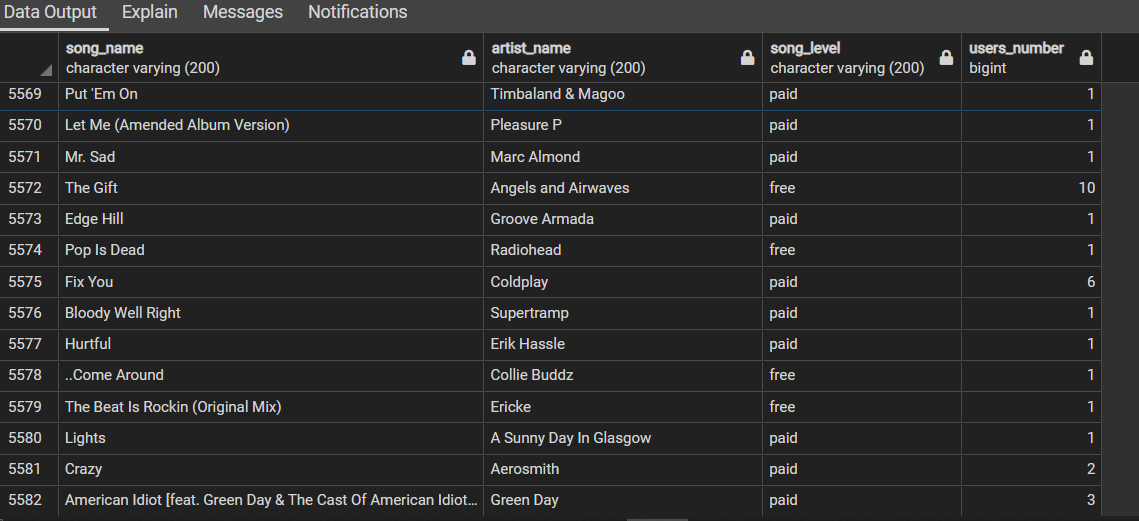 Data Output Explain Messages Notifications
song_name artist_name song_level users_number
character varying (200) character varying (200) character varying (200) bigint
5569 Put 'Em On Timbaland & Magoo paid 1
5570 Let Me (Amended Album Version) Pleasure P paid 1
5571 Mr. Sad Marc Almond paid 1
5572 The Gift Angels and Airwaves free 10
5573 Edge Hill Groove Armada paid 1
5574 Pop Is Dead Radiohead free 1
5575 Fix You Coldplay paid 6
5576 Bloody Well Right Supertramp paid 1
5577 Hurtful Erik Hassle paid 1
5578 ..Come Around Collie Buddz free 1
5579 The Beat Is Rockin (Original Mix) Ericke free 1
5580 Lights A Sunny Day In Glasgow paid 1
5581 Crazy Aerosmith paid 2
5582 American Idiot [feat. Green Day & The Cast Of American Idiot... Green Day paid 3